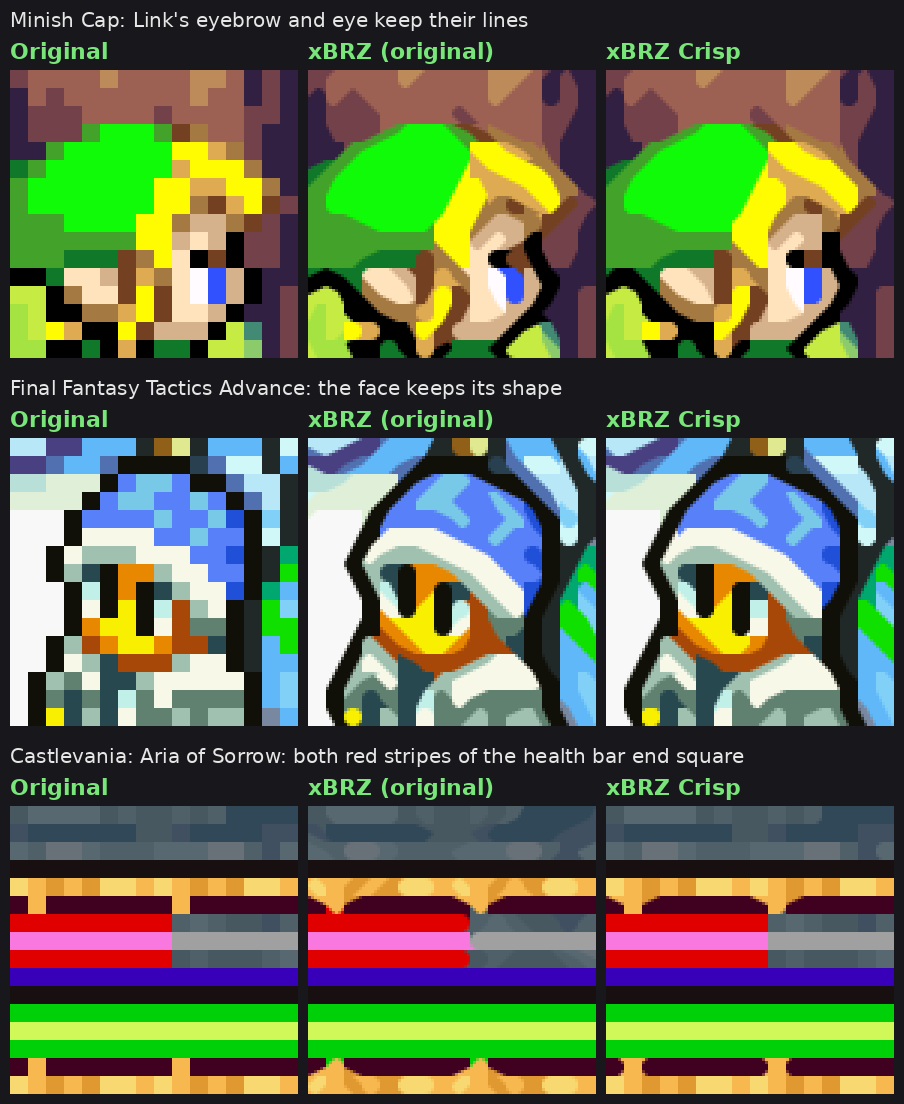 Minish Cap: Link's eyebrow and eye keep their lines
Original xBRZ (original) xBRZ Crisp
Final Fantasy Tactics Advance: the face keeps its shape
Original xBRZ (original) xBRZ Crisp
Castlevania: Aria of Sorrow: both red stripes of the health bar end square
Original xBRZ (original) xBRZ Crisp